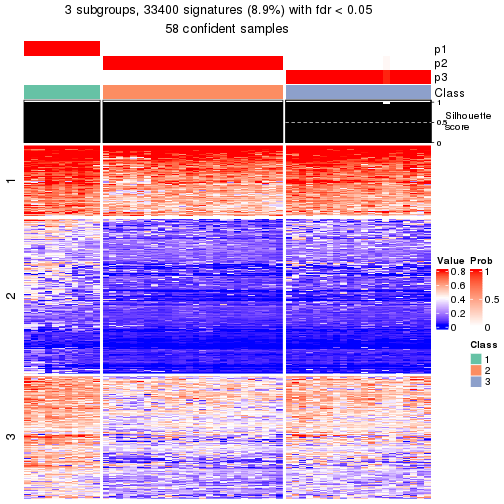 3 subgroups, 33400 signatures (8.9%) with fdr < 0.05
58 confident samples
p1
p2
p3
Class
1
0.5
0
Silhouette
score
1
2
3
Value Prob
0.8 1
0.6
0.4 0.5
0.2
0 0
Class
1
2
3